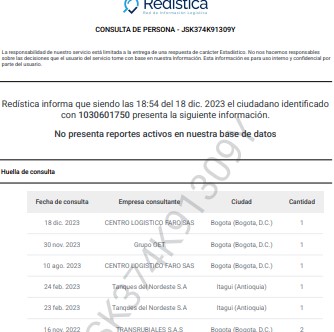 Redistica
Red de Información Logística
CONSULTA DE PERSONA - JSK374K91309Y
La responsabilidad de nuestro servicio está limitada a la entrega de una respuesta de carácter Estadístico. No nos hacemos responsables
sobre las decisiones que el usuario del servicio tome con base en nuestra información. Esta información es para uso interno y confidencial por
parte del usuario.
Redística informa que siendo las 18:54 del 18 dic. 2023 el ciudadano identificado
con 1030601750 presenta la siguiente información.
No presenta reportes activos en nuestra base de datos
Huella de consulta
Fecha de consulta Empresa consultante Ciudad Cantidad
18 dic. 2023 CENTRO LOGISTICO FARO SAS Bogota (Bogota, D.C.) 1
30 nov. 2023 Grupo OET Bogota (Bogota, D.C.) 1
10 ago. 2023 CENTRO LOGISTICO FARO SAS Bogota (Bogota, D.C.) 1
24 feb. 2023 Tanques del Nordeste S.A Itagui (Antioquia) 1
23 feb. 2023 Tanques del Nordeste S.A Itagui (Antioquia) 1
16 nov. 2022 TRANSRUBIALES S.A.S Bogota (Bogota, D.C.) 2
JSK374K91309Y